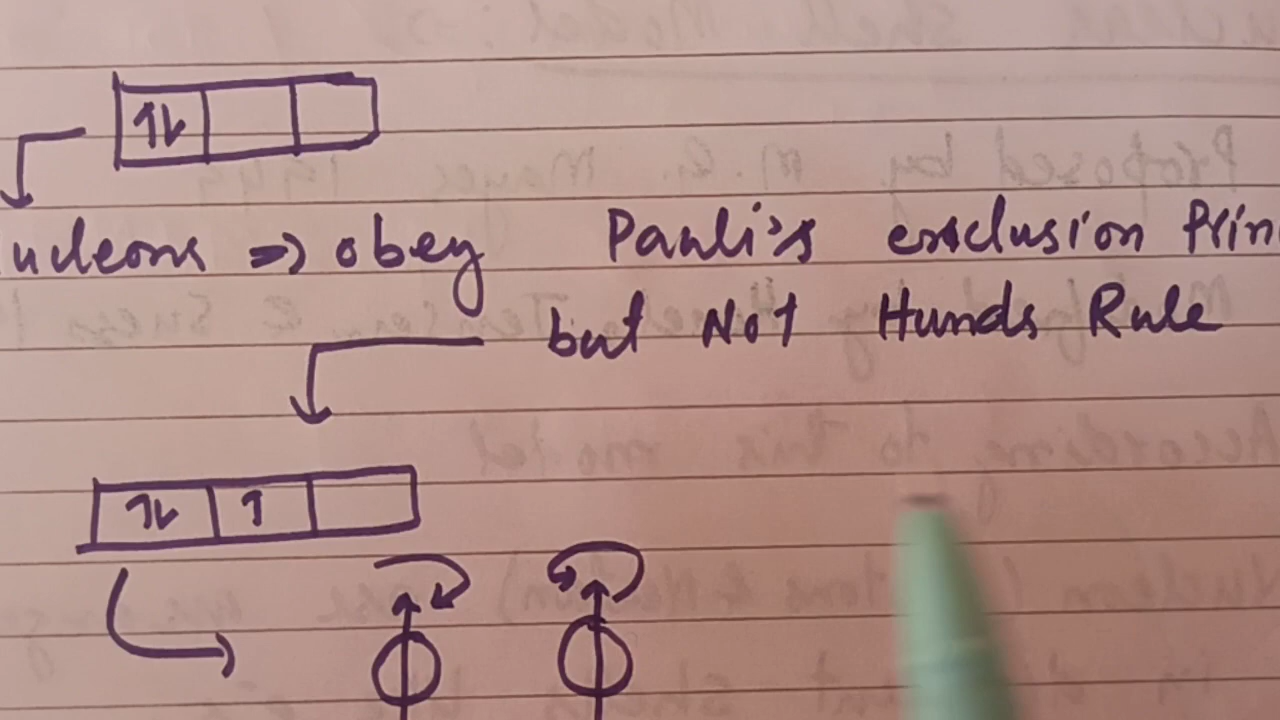 ucleons => obey Pauli's exclusion Prin
but Not Hunds Rule